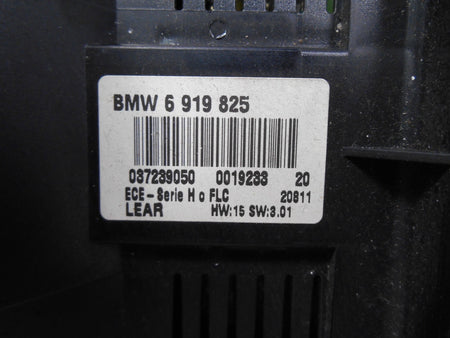 BMW 6 919 825
037239050 0019233 20
ECE-Serie H o FLC 20811
LEAR HW:15 SW:3.01